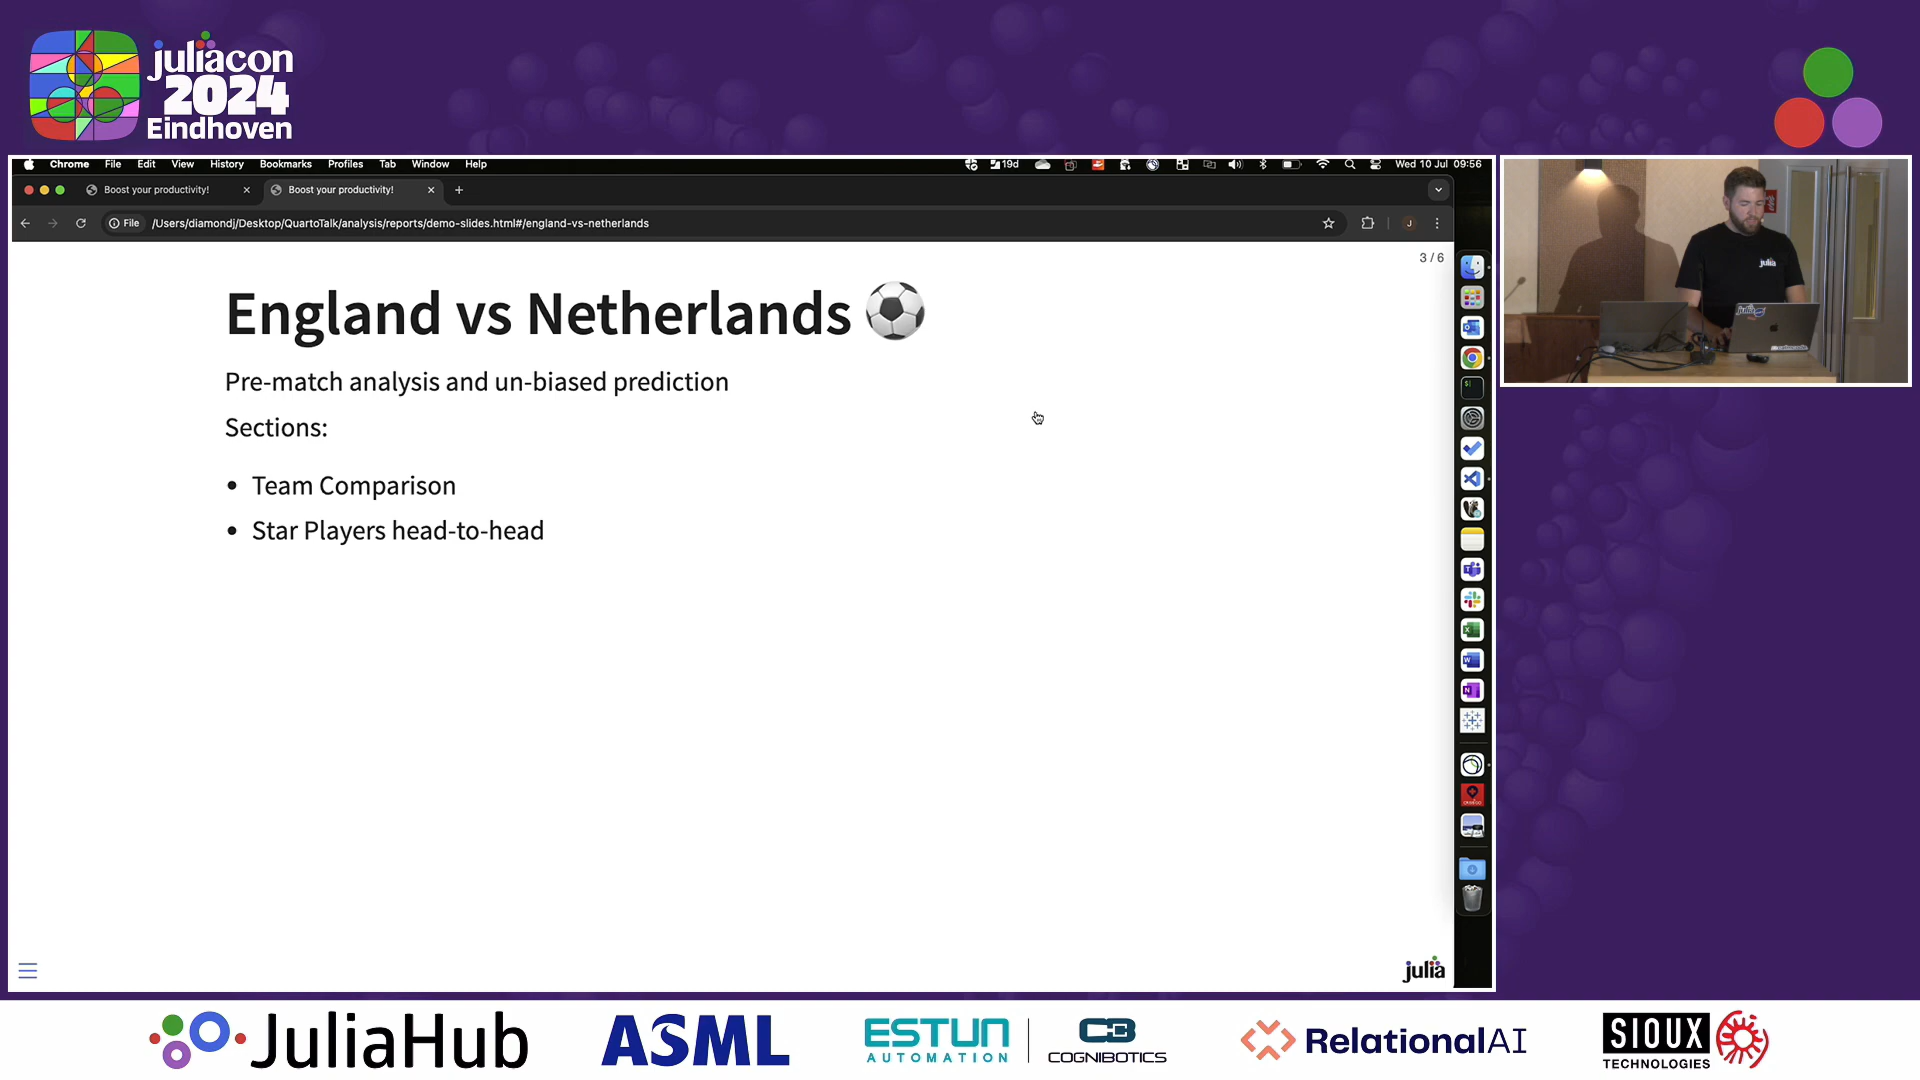 juliacon
2024
Eindhoven
Chrome File Edit View History Bookmarks Profiles Tab Window Help
19d
Wed 10 Jul 09:56
Boost your productivity!
Boost your productivity!
File /Users/diamondj/Desktop/QuartoTalk/analysis/reports/demo-slides.html#/england-vs-netherlands
J
3 / 6
England vs Netherlands
Pre-match analysis and un-biased prediction
Sections:
• Team Comparison
• Star Players head-to-head
julia
julia
julia
JuliaHub
ASML
ESTUN
AUTOMATION
COGNIBOTICS
RelationalAI
SIOUX
TECHNOLOGIES